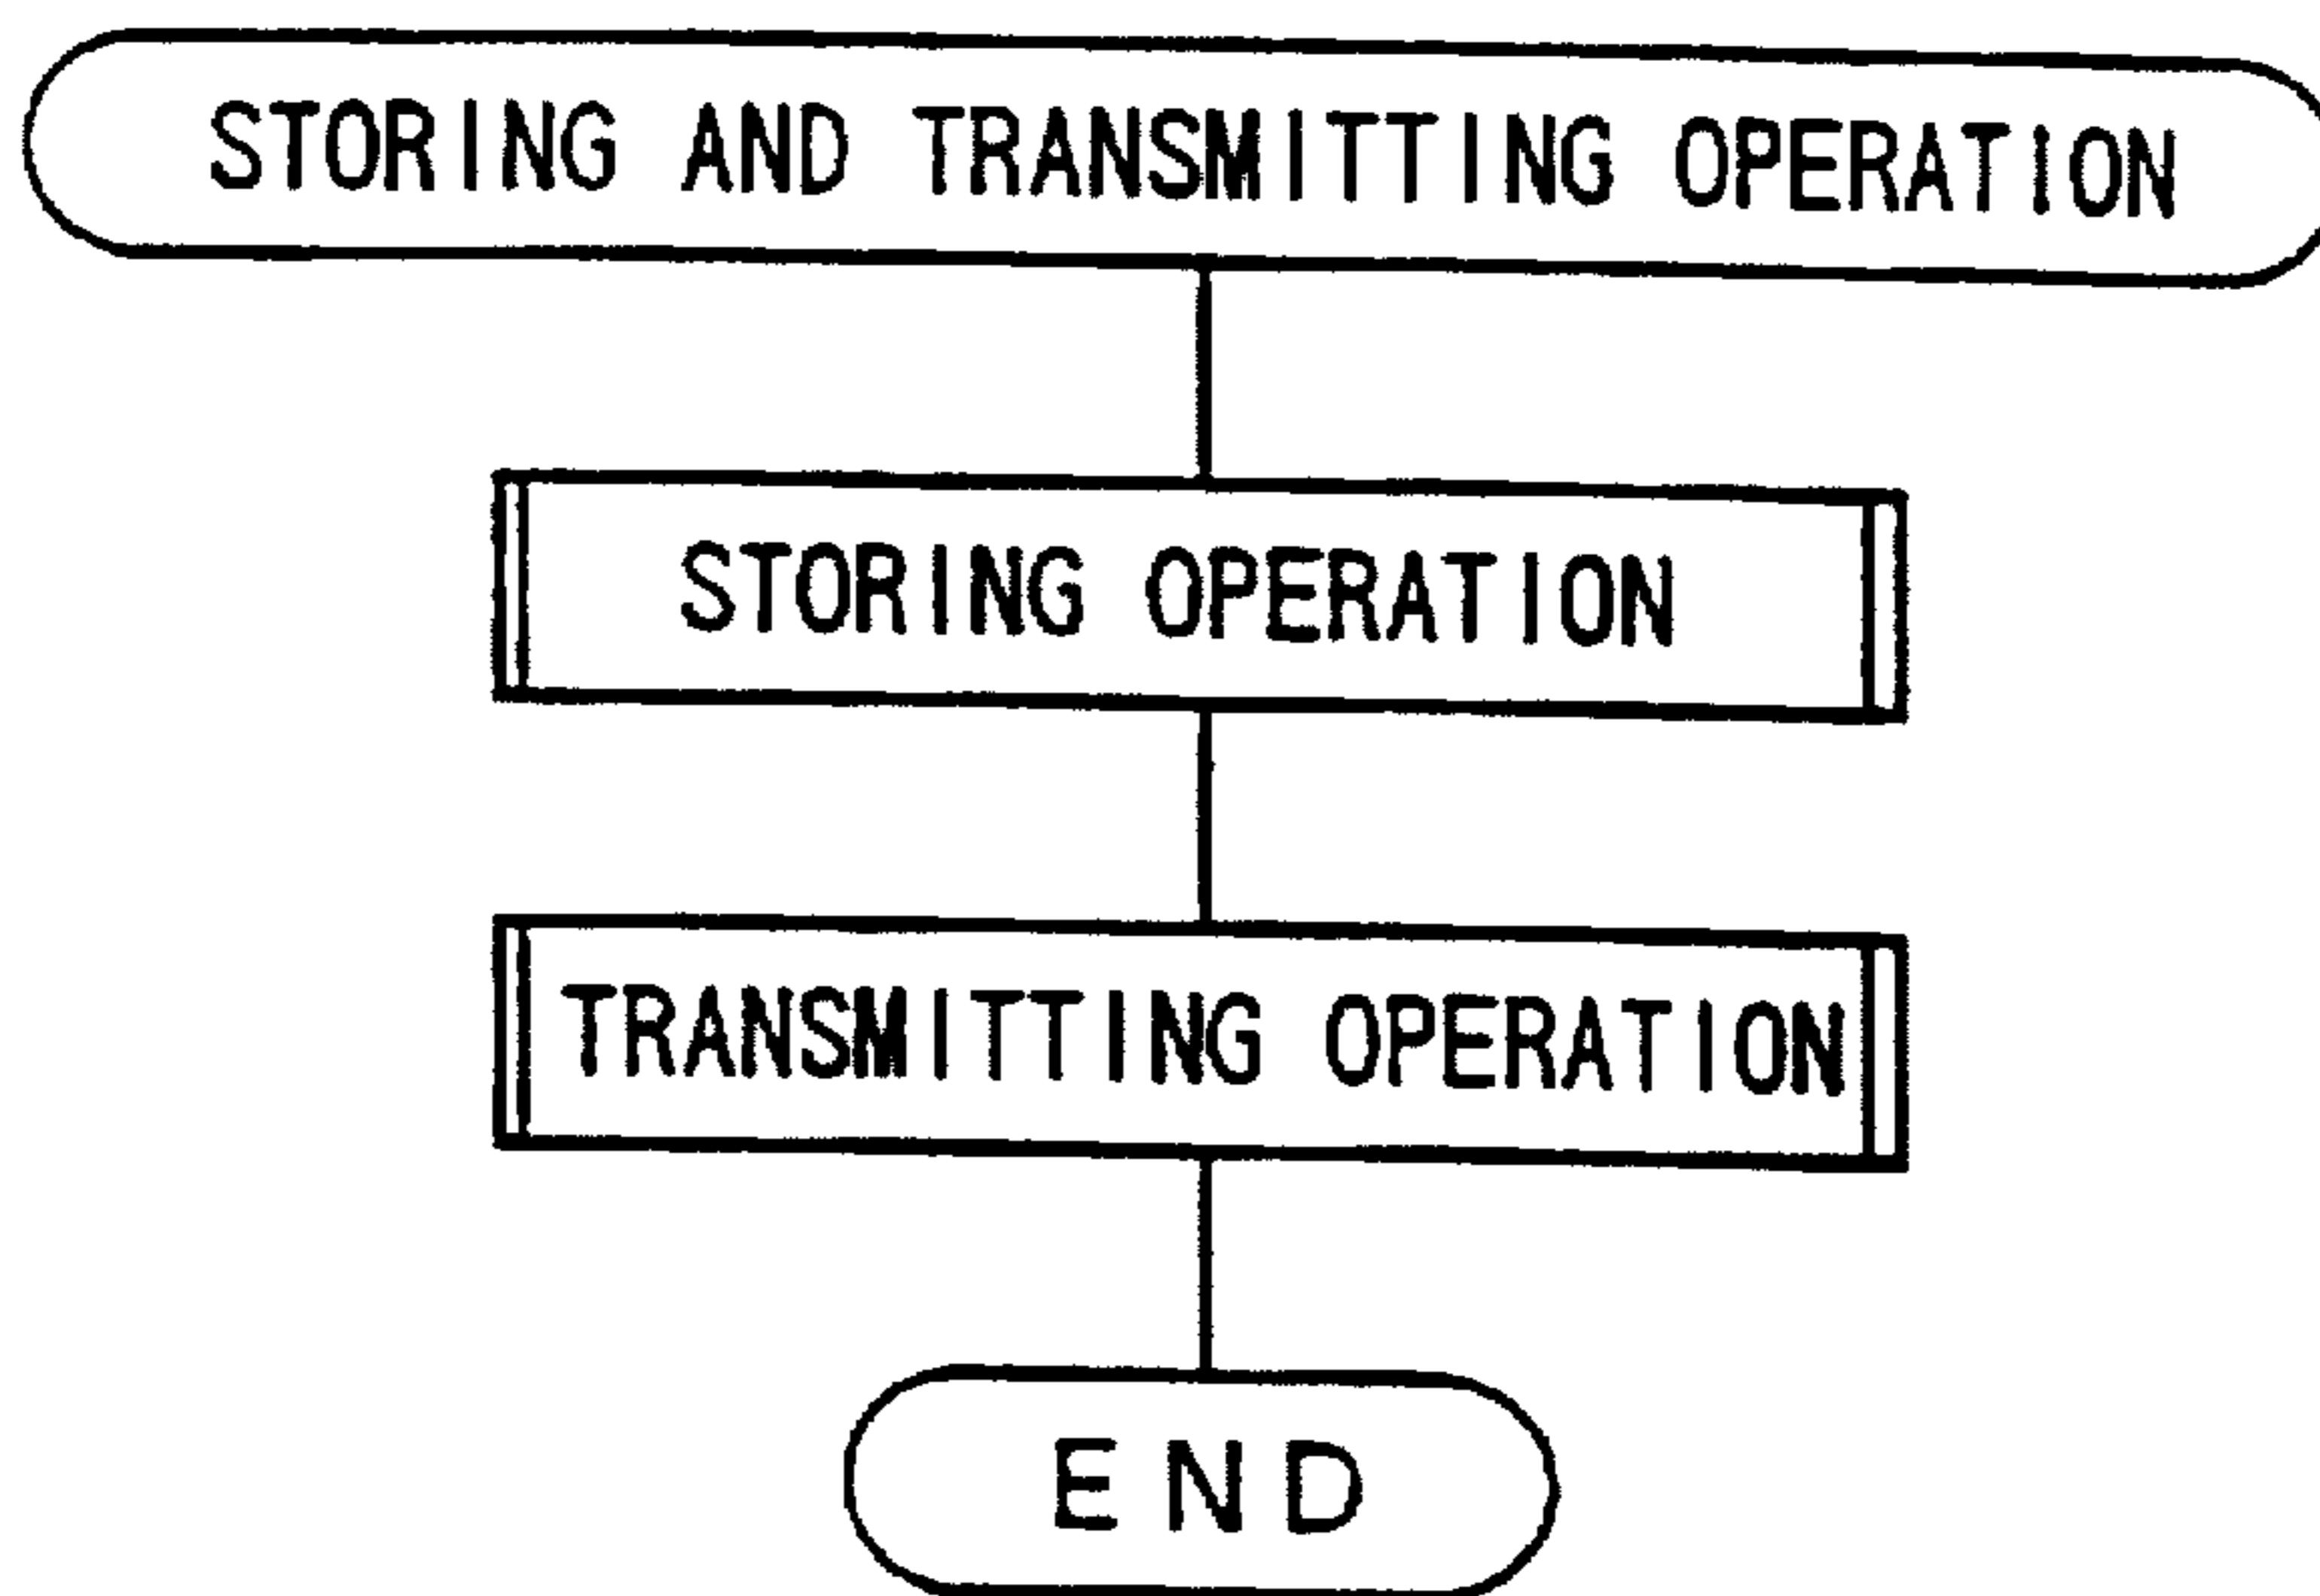 STORING AND TRANSMITTING OPERATION
STORING OPERATION
TRANSMITTING OPERATION
END